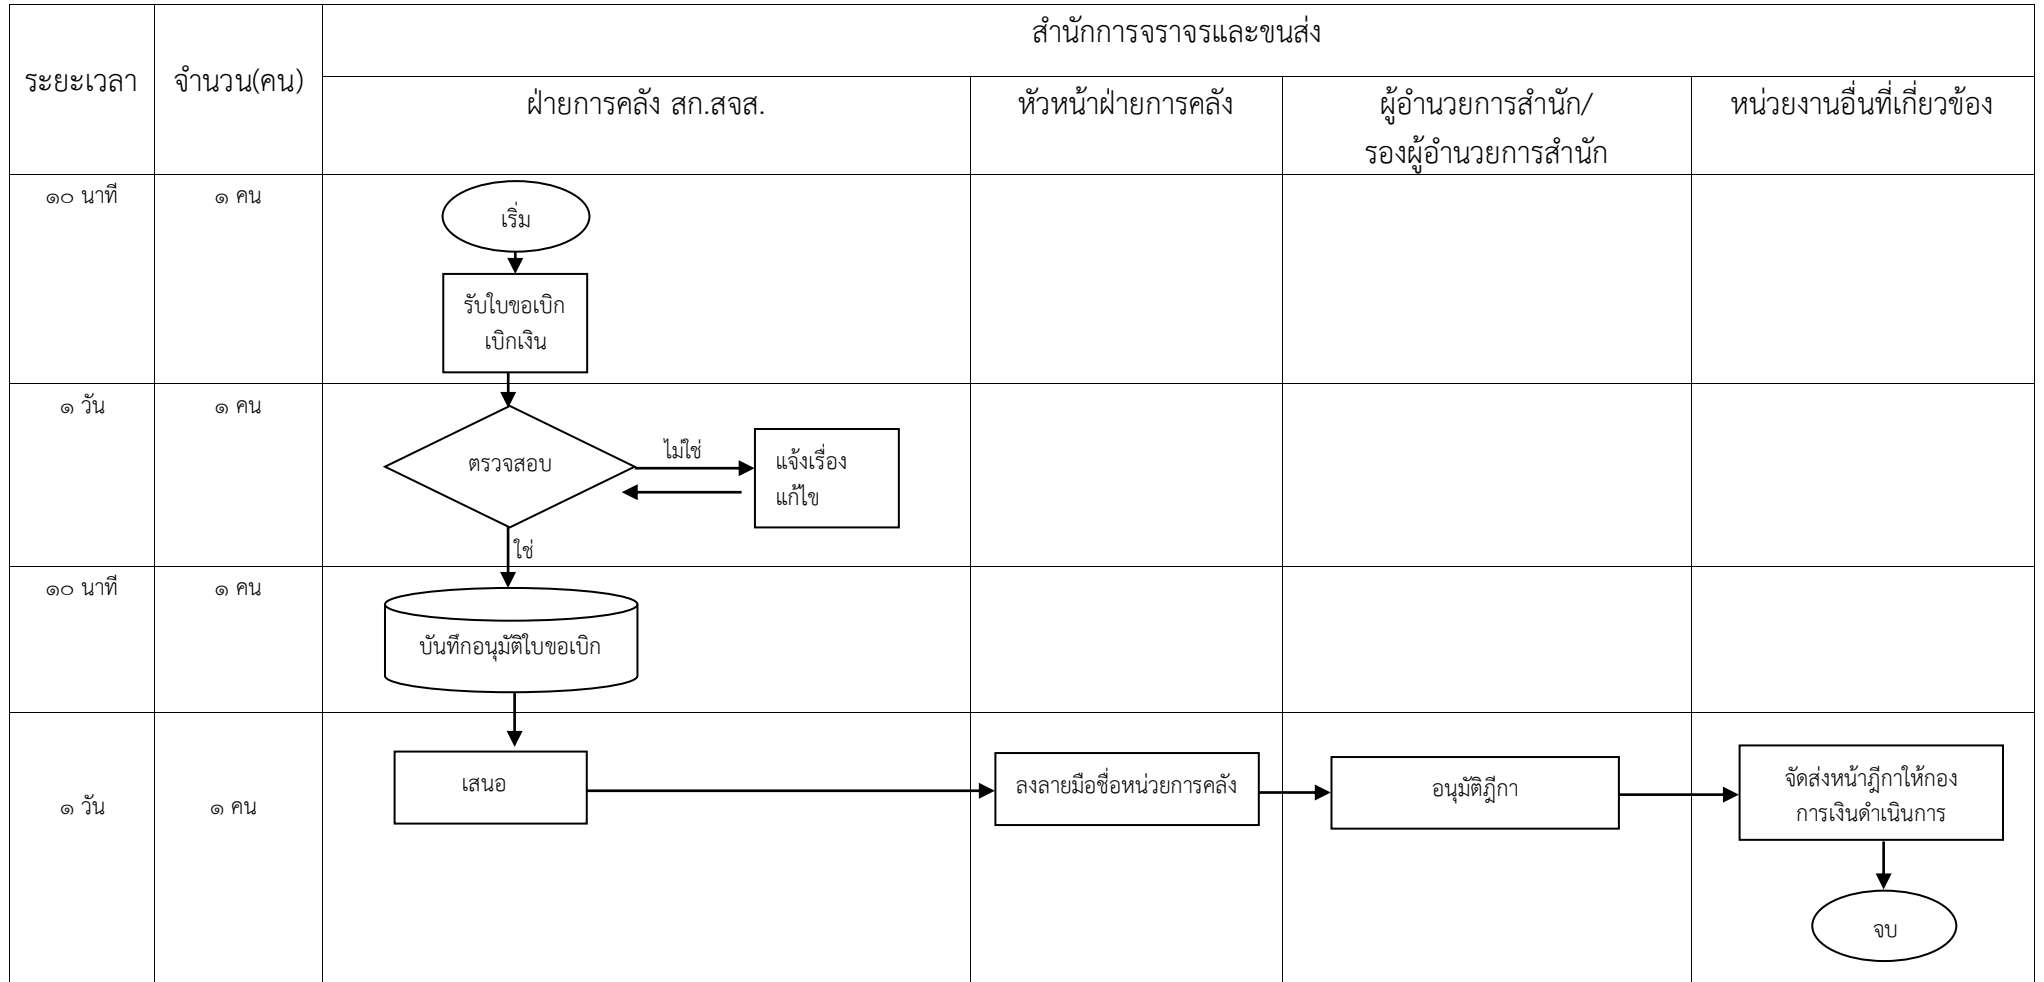 สำนักการจราจรและขนส่ง
ระยะเวลา
จำนวน(คน)
ฝ่ายการคลัง สก.สจส.
หัวหน้าฝ่ายการคลัง
ผู้อำนวยการสำนัก/
รองผู้อำนวยการสำนัก
หน่วยงานอื่นที่เกี่ยวข้อง
๑๐ นาที
๑ คน
เริ่ม
รับใบขอเบิก
เบิกเงิน
๑ วัน
๑ คน
ตรวจสอบ
ไม่ใช่
แจ้งเรื่อง
แก้ไข
ใช่
๑๐ นาที
๑ คน
บันทึกอนุมัติใบขอเบิก
๑ วัน
๑ คน
เสนอ
ลงลายมือชื่อหน่วยการคลัง
อนุมัติฎีกา
จัดส่งหน้าฎีกาให้กอง
การเงินดำเนินการ
จบ